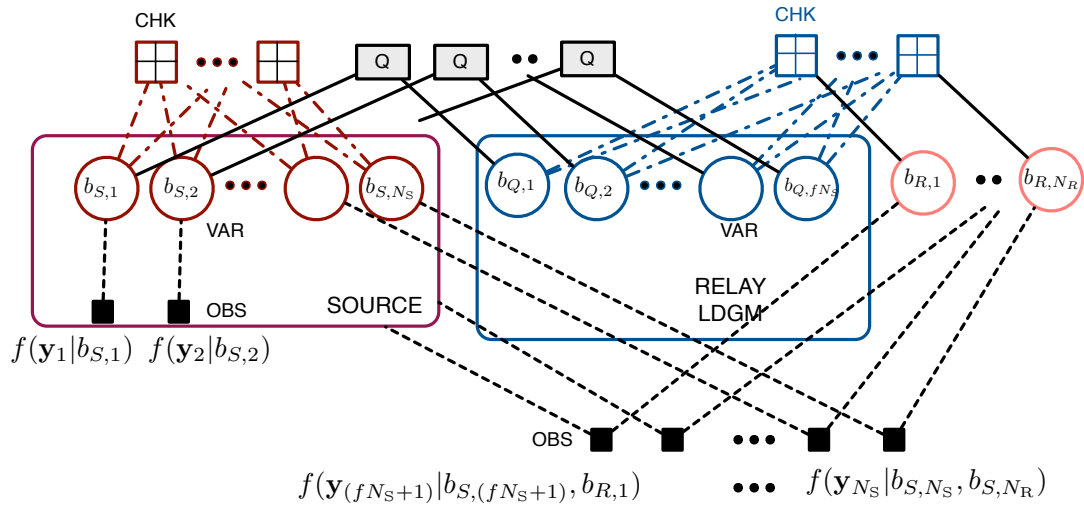 CHK
CHK
Q
Q
Q
b_{S,1}
b_{S,2}
b_{S,N_S}
b_{Q,1}
b_{Q,2}
b_{Q,fN_S}
b_{R,1}
b_{R,N_R}
VAR
VAR
OBS
SOURCE
RELAY
LDGM
f(𝐲_1|b_{S,1})
f(𝐲_2|b_{S,2})
OBS
f(𝐲_{(fN_S+1)}|b_{S,(fN_S+1)}, b_{R,1})
f(𝐲_{N_S}|b_{S,N_S}, b_{S,N_R})